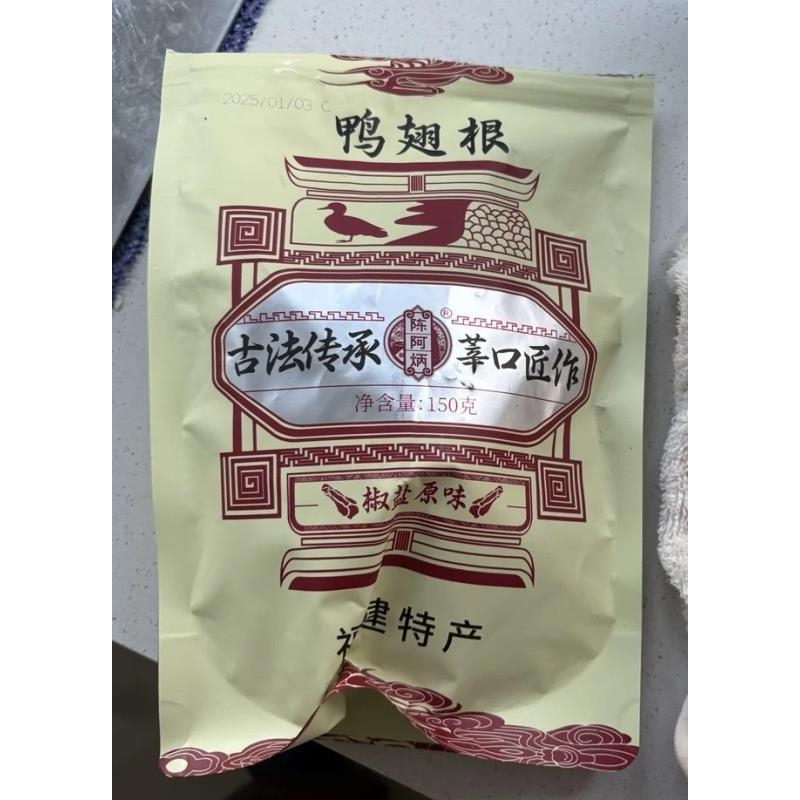 2025/01/03 C
鸭翅根
古法传承 陈阿炳® 莘口匠作
净含量:150克
椒盐原味
建特产